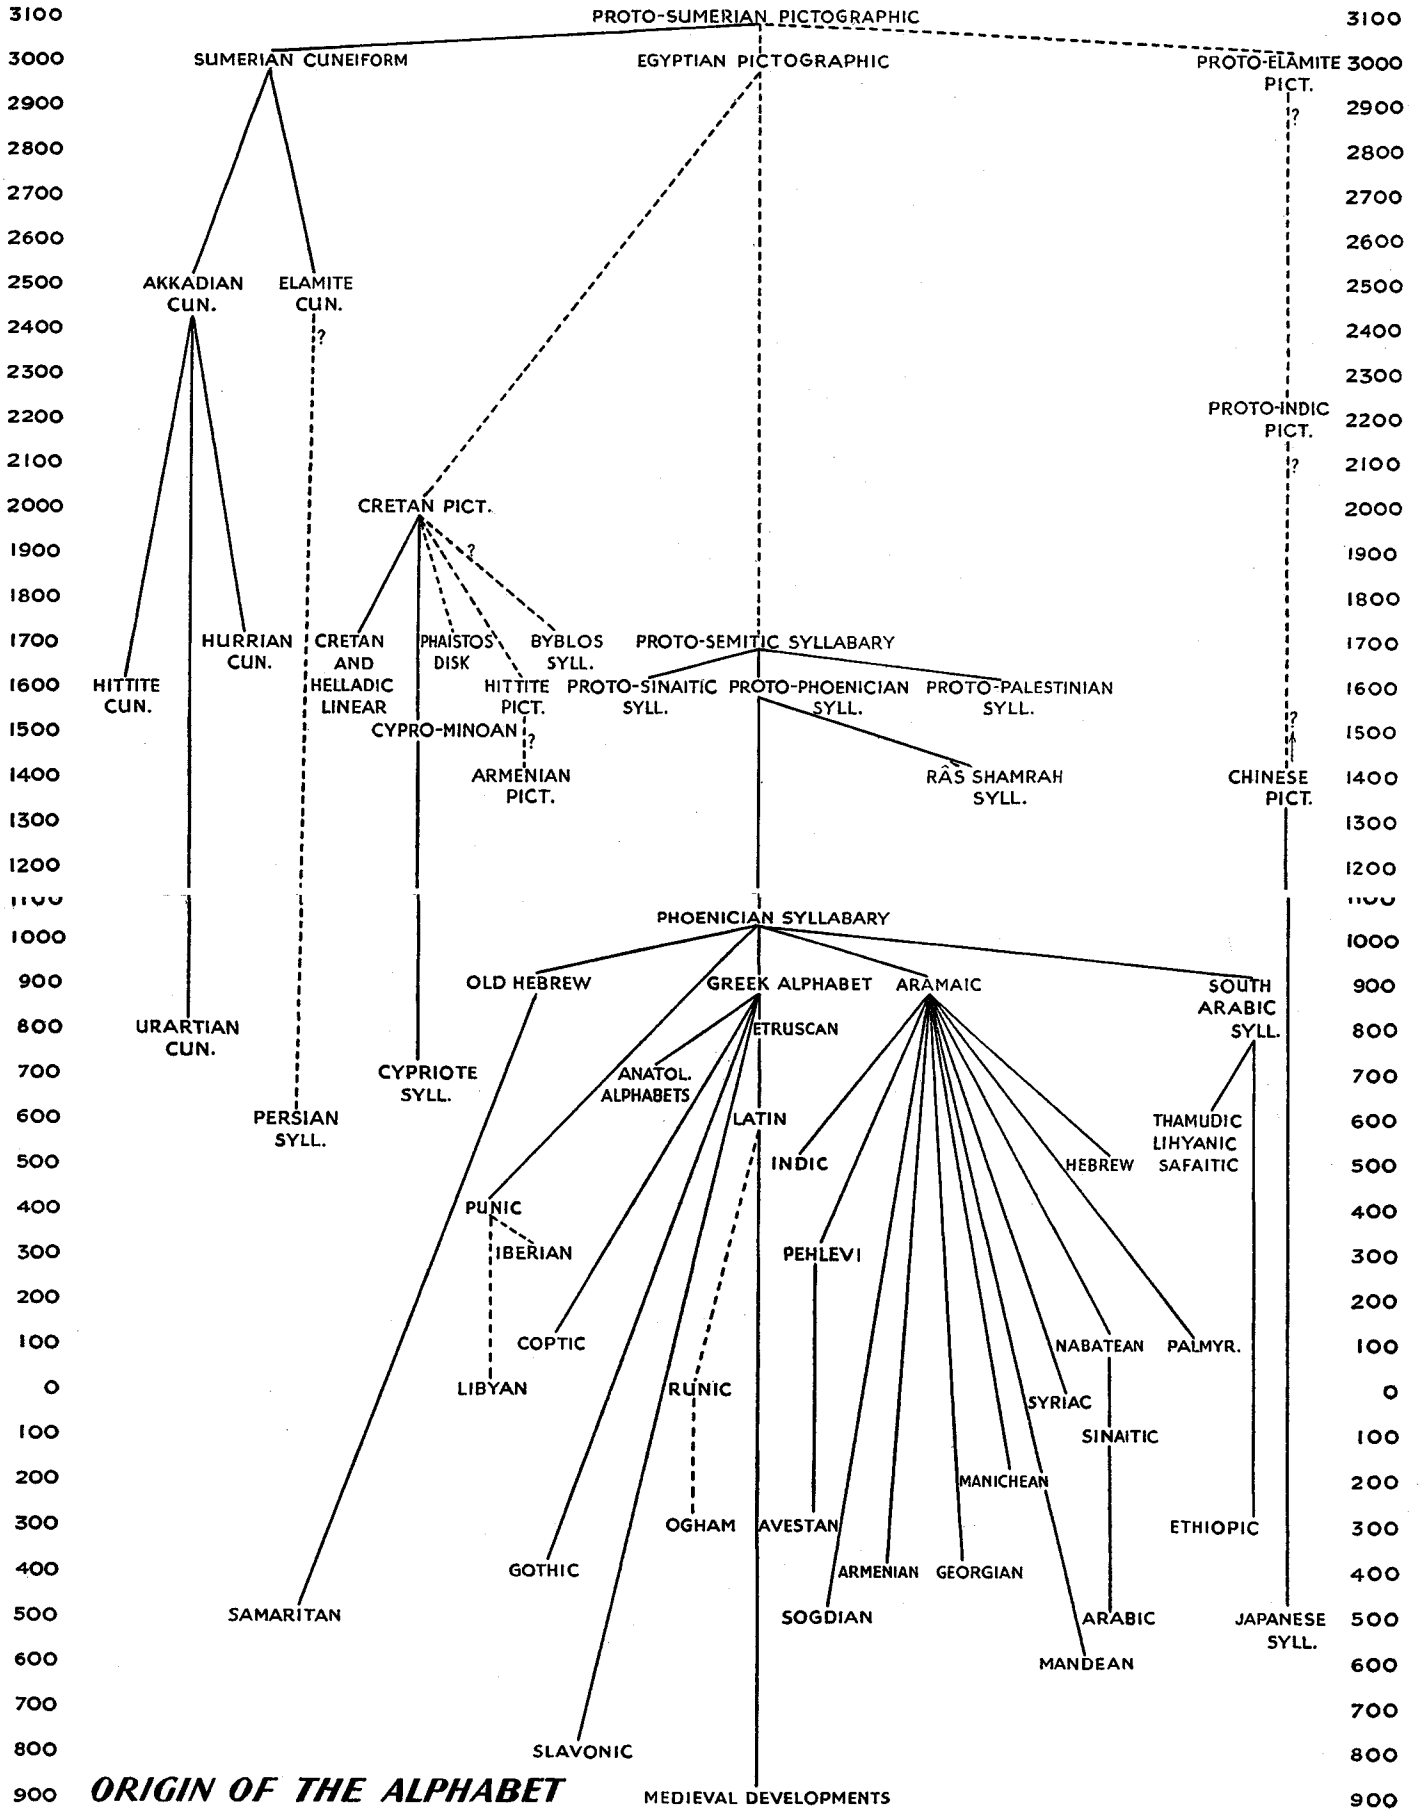 3100 PROTO-SUMERIAN PICTOGRAPHIC 3100
3000 SUMERIAN CUNEIFORM EGYPTIAN PICTOGRAPHIC PROTO-ELAMITE 3000
PICT.
2900 ? 2900
2800 2800
2700 2700
2600 2600
2500 AKKADIAN ELAMITE 2500
CUN. CUN.
2400 ? 2400
2300 2300
2200 PROTO-INDIC 2200
PICT.
2100 ? 2100
2000 CRETAN PICT. 2000
1900 ? 1900
1800 1800
1700 HURRIAN CRETAN PHAISTOS BYBLOS PROTO-SEMITIC SYLLABARY 1700
CUN. AND DISK SYLL.
1600 HITTITE HELLADIC HITTITE PROTO-SINAITIC PROTO-PHOENICIAN PROTO-PALESTINIAN 1600
CUN. LINEAR PICT. SYLL. SYLL. SYLL.
?
1500 CYPRO-MINOAN ? 1500
1400 ARMENIAN RÂS SHAMRAH CHINESE 1400
PICT. SYLL. PICT.
1300 1300
1200 1200
1100 1100
PHOENICIAN SYLLABARY
1000 1000
900 OLD HEBREW GREEK ALPHABET ARAMAIC SOUTH 900
ARABIC
800 URARTIAN ETRUSCAN SYLL. 800
CUN.
700 CYPRIOTE ANATOL. 700
SYLL. ALPHABETS
600 PERSIAN LATIN THAMUDIC 600
SYLL. LIHYANIC
500 INDIC HEBREW SAFAITIC 500
400 PUNIC 400
300 IBERIAN PEHLEVI 300
200 200
100 COPTIC NABATEAN PALMYR. 100
0 LIBYAN RUNIC SYRIAC 0
100 SINAITIC 100
200 MANICHEAN 200
300 OGHAM AVESTAN ETHIOPIC 300
400 GOTHIC ARMENIAN GEORGIAN 400
500 SAMARITAN SOGDIAN ARABIC JAPANESE 500
SYLL.
600 MANDEAN 600
700 700
800 SLAVONIC 800
900 ORIGIN OF THE ALPHABET MEDIEVAL DEVELOPMENTS 900